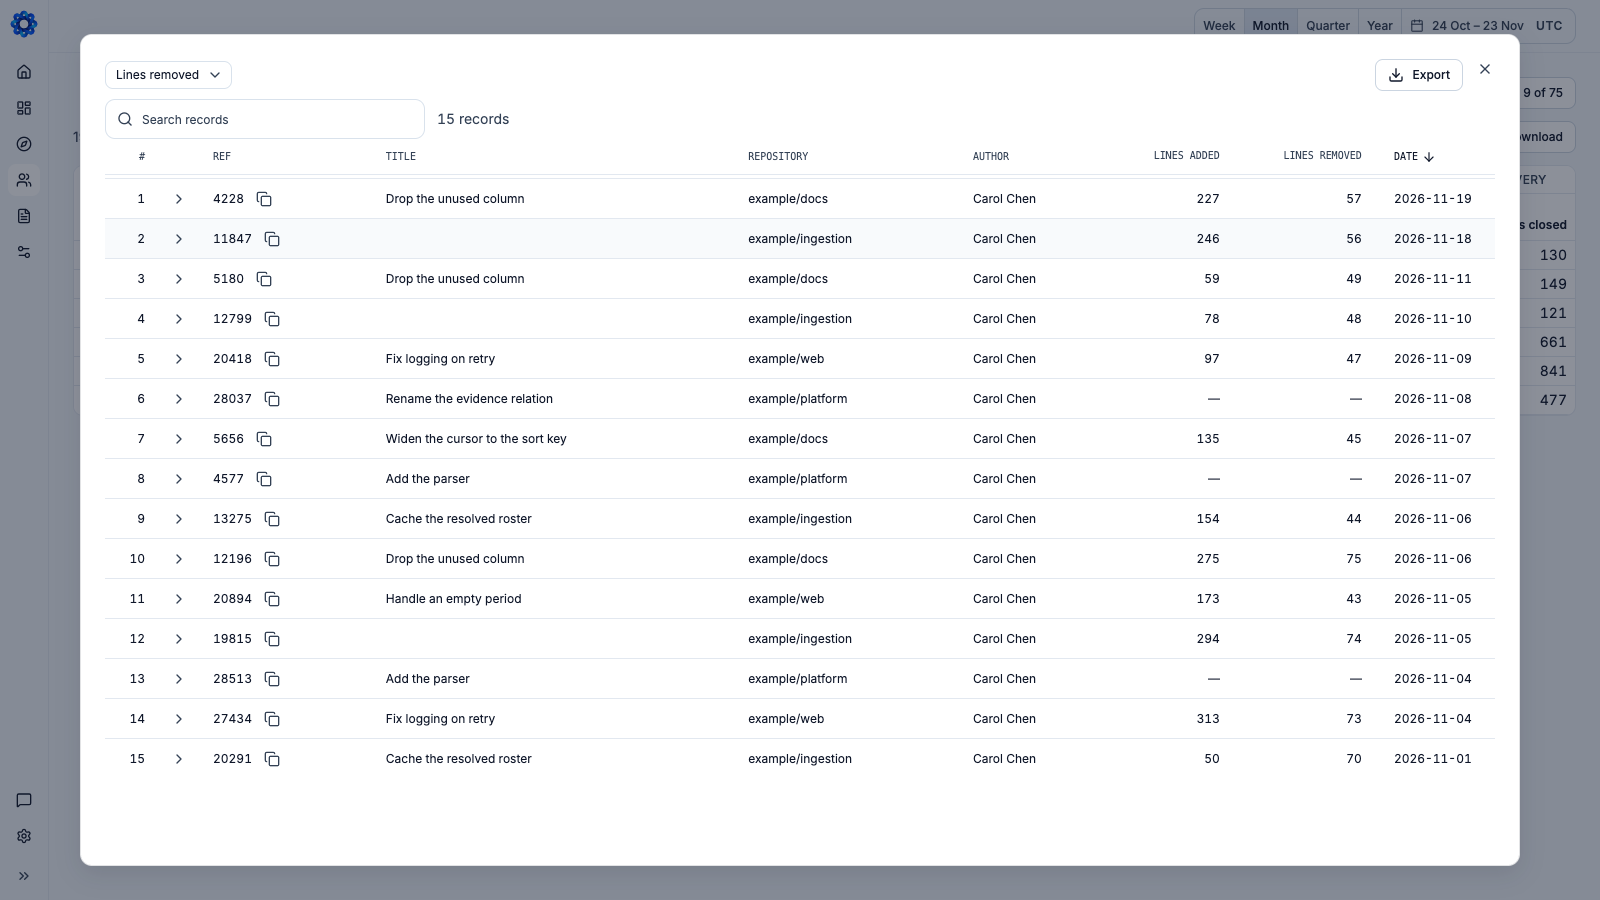 Week Month Quarter Year 24 Oct – 23 Nov UTC
Lines removed
Export
9 of 75
Search records
15 records
# REF TITLE REPOSITORY AUTHOR LINES ADDED LINES REMOVED DATE
1 4228 Drop the unused column example/docs Carol Chen 227 57 2026-11-19
2 11847 example/ingestion Carol Chen 246 56 2026-11-18
3 5180 Drop the unused column example/docs Carol Chen 59 49 2026-11-11
4 12799 example/ingestion Carol Chen 78 48 2026-11-10
5 20418 Fix logging on retry example/web Carol Chen 97 47 2026-11-09
6 28037 Rename the evidence relation example/platform Carol Chen — — 2026-11-08
7 5656 Widen the cursor to the sort key example/docs Carol Chen 135 45 2026-11-07
8 4577 Add the parser example/platform Carol Chen — — 2026-11-07
9 13275 Cache the resolved roster example/ingestion Carol Chen 154 44 2026-11-06
10 12196 Drop the unused column example/docs Carol Chen 275 75 2026-11-06
11 20894 Handle an empty period example/web Carol Chen 173 43 2026-11-05
12 19815 example/ingestion Carol Chen 294 74 2026-11-05
13 28513 Add the parser example/platform Carol Chen — — 2026-11-04
14 27434 Fix logging on retry example/web Carol Chen 313 73 2026-11-04
15 20291 Cache the resolved roster example/ingestion Carol Chen 50 70 2026-11-01
closed
130
149
121
661
841
477